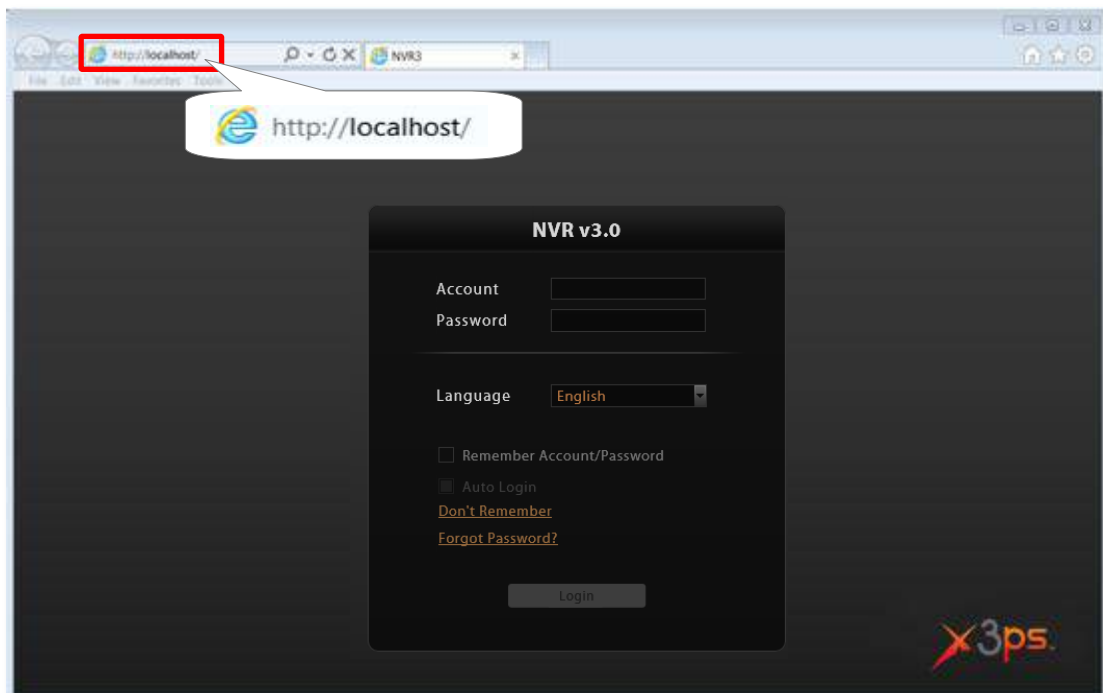 http://localhost/
NVR3
File Edit View Favorites Tools
http://localhost/
NVR v3.0
Account
Password
Language English
Remember Account/Password
Auto Login
Don't Remember
Forgot Password?
Login
x3ps.